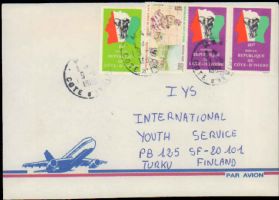 REPUBLIQUE
DE
COTE-D'IVOIRE
REPUBLIQUE
DE
COTE-D'IVOIRE
IYS
INTERNATIONAL
YOUTH SERVICE
PB 125 SF-20101
TURKU FINLAND
PAR AVION